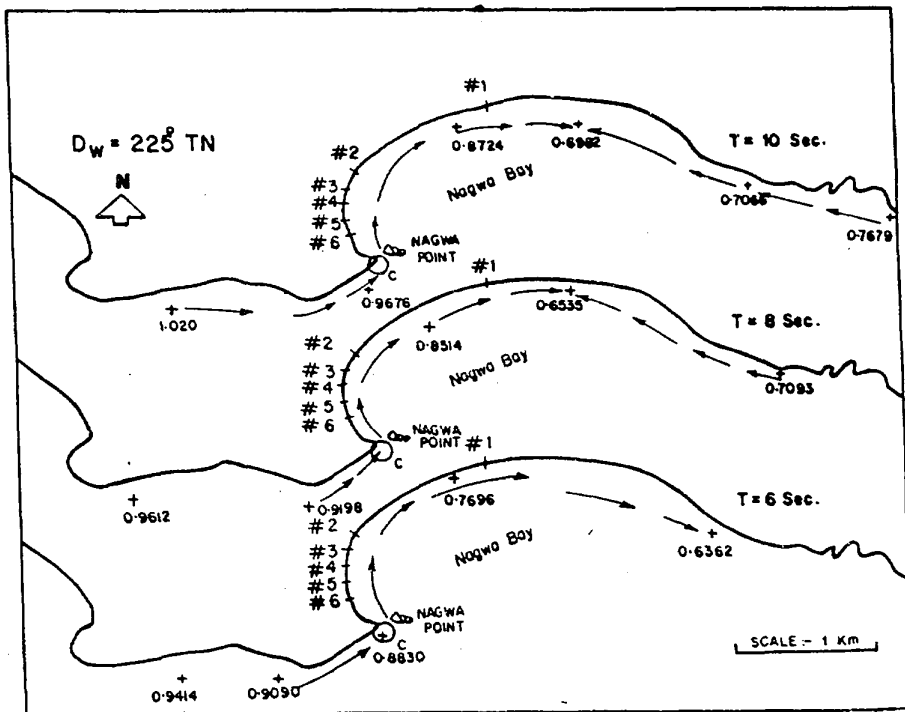 #1
D_W = 225° TN
T = 10 Sec.
N
#2
0.8724
0.6982
#3
Nagwa Bay
#4
0.7066
#5
#6
NAGWA
POINT
0.7679
C
#1
0.9676
1.020
0.6535
T = 8 Sec.
#2
0.8514
#3
Nagwa Bay
#4
0.7093
#5
#6
NAGWA
POINT
#1
C
0.9612
0.9198
T = 6 Sec.
0.7696
#2
#3
Nagwa Bay
0.6362
#4
#5
#6
NAGWA
POINT
C
SCALE :- 1 Km
0.8830
0.9414
0.9090